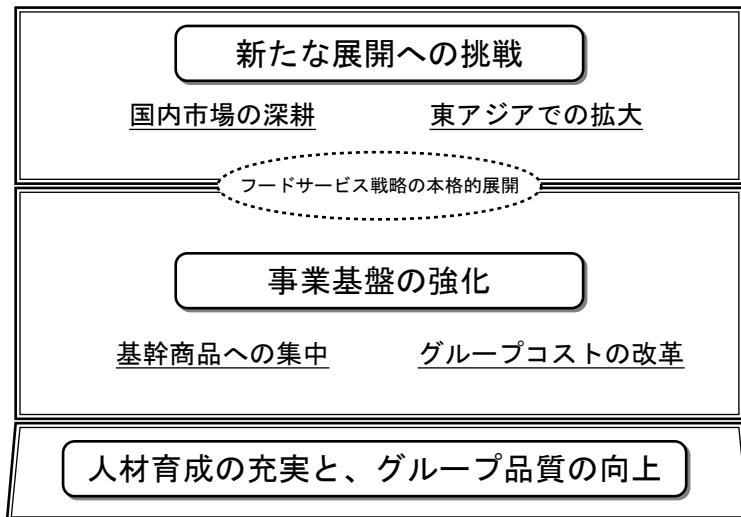 新たな展開への挑戦
国内市場の深耕 東アジアでの拡大
フードサービス戦略の本格的展開
事業基盤の強化
基幹商品への集中 グループコストの改革
人材育成の充実と、グループ品質の向上